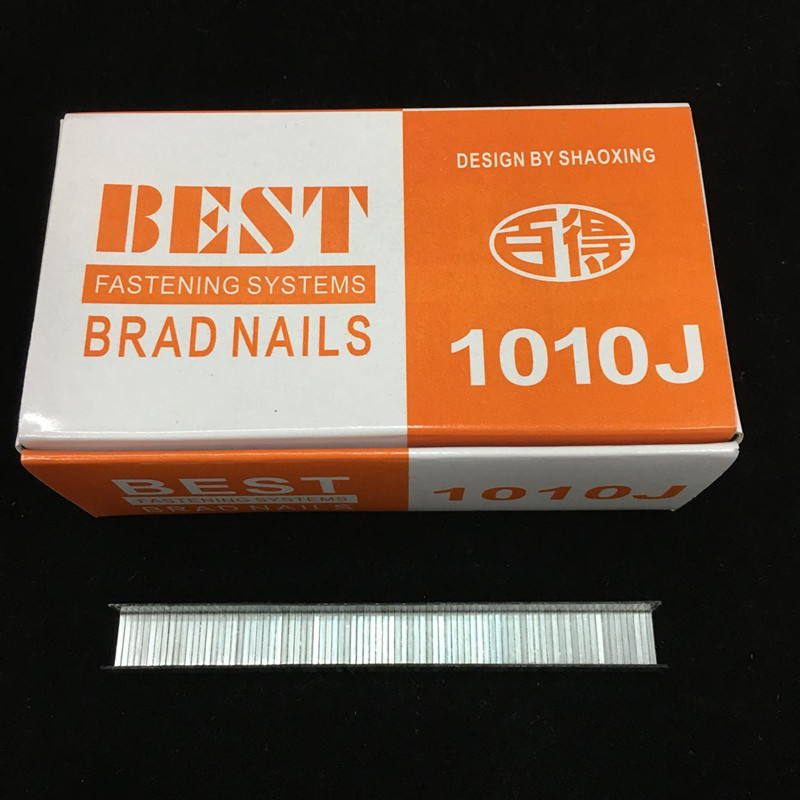 BEST
FASTENING SYSTEMS
BRAD NAILS
DESIGN BY SHAOXING
百得
1010J
BEST
FASTENING SYSTEMS
BRAD NAILS
1010J